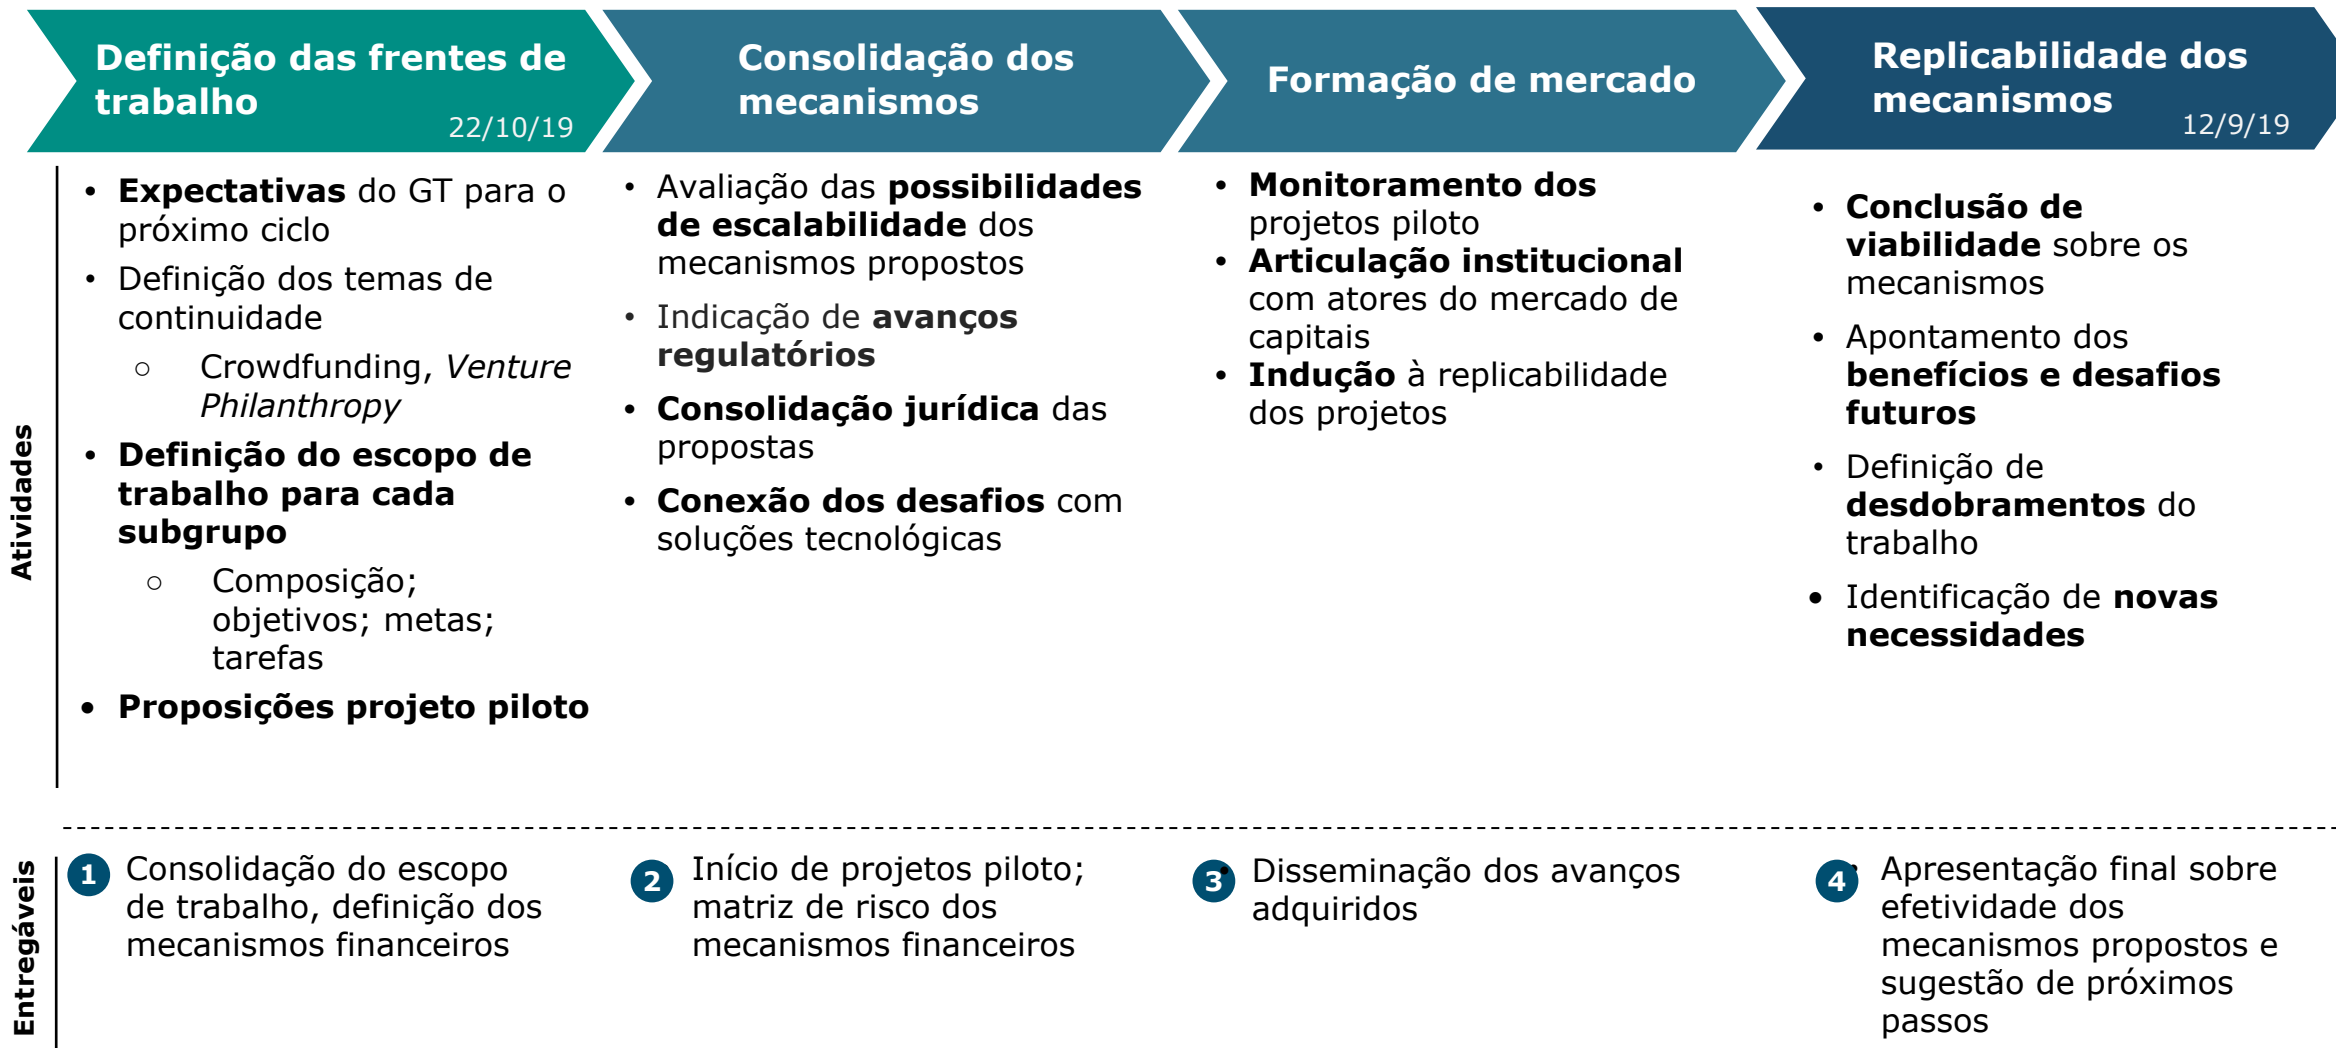 Definição das frentes de
trabalho
22/10/19
Consolidação dos
mecanismos
Formação de mercado
Replicabilidade dos
mecanismos
12/9/19
Atividades
• Expectativas do GT para o
próximo ciclo
• Definição dos temas de
continuidade
○ Crowdfunding, Venture
Philanthropy
• Definição do escopo de
trabalho para cada
subgrupo
○ Composição;
objetivos; metas;
tarefas
• Proposições projeto piloto
• Avaliação das possibilidades
de escalabilidade dos
mecanismos propostos
• Indicação de avanços
regulatórios
• Consolidação jurídica das
propostas
• Conexão dos desafios com
soluções tecnológicas
• Monitoramento dos
projetos piloto
• Articulação institucional
com atores do mercado de
capitais
• Indução à replicabilidade
dos projetos
• Conclusão de
viabilidade sobre os
mecanismos
• Apontamento dos
benefícios e desafios
futuros
• Definição de
desdobramentos do
trabalho
• Identificação de novas
necessidades
Entregáveis
1 Consolidação do escopo
de trabalho, definição dos
mecanismos financeiros
2 Início de projetos piloto;
matriz de risco dos
mecanismos financeiros
3 Disseminação dos avanços
adquiridos
4 Apresentação final sobre
efetividade dos
mecanismos propostos e
sugestão de próximos
passos